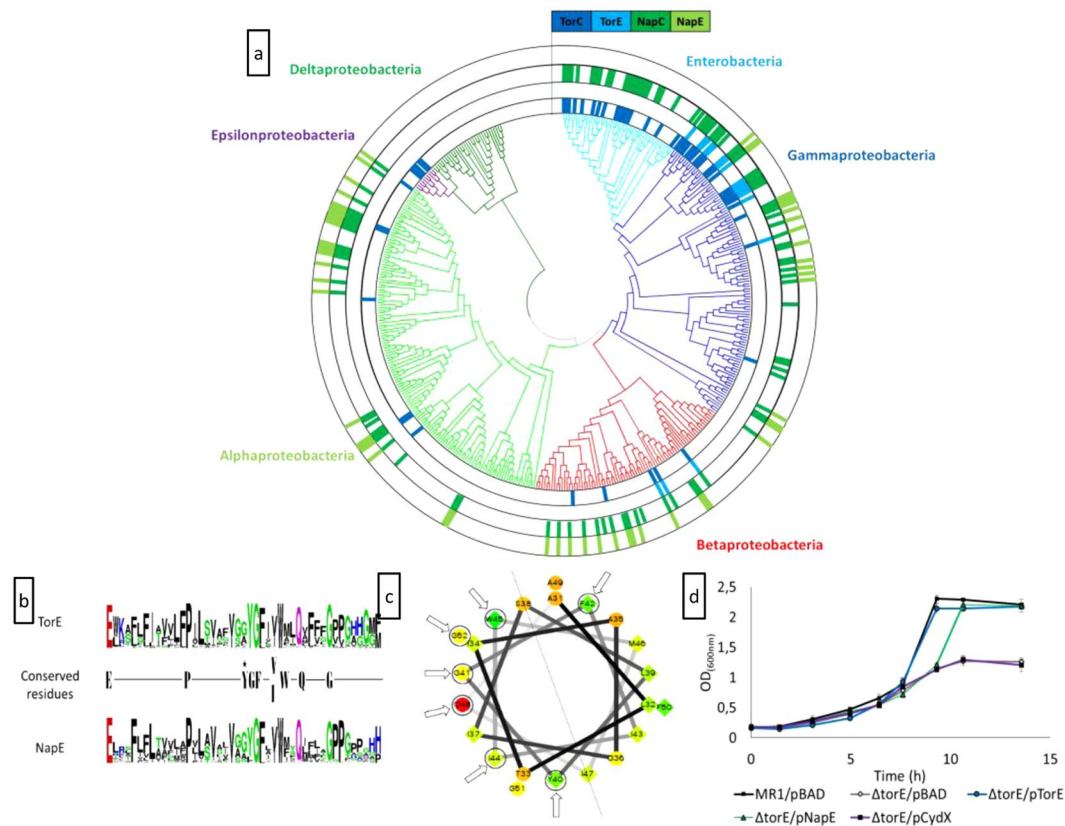 TorC TorE NapC NapE
a
Deltaproteobacteria
Enterobacteria
Epsilonproteobacteria
Gammaproteobacteria
Alphaproteobacteria
Betaproteobacteria
b
TorE
Conserved
residues
E P * YGF V I W Q G
NapE
c
A49
A31
S38
F42
W45
A35
G52
I34
M46
G41
L39
L32
F50
I37
I43
I44
G36
T33
Y40
I47
G51
d
OD(600nm)
2,5
2
1,5
1
0,5
0
0 5 10 15
Time (h)
MR1/pBAD ΔtorE/pBAD ΔtorE/pTorE
ΔtorE/pNapE ΔtorE/pCydX